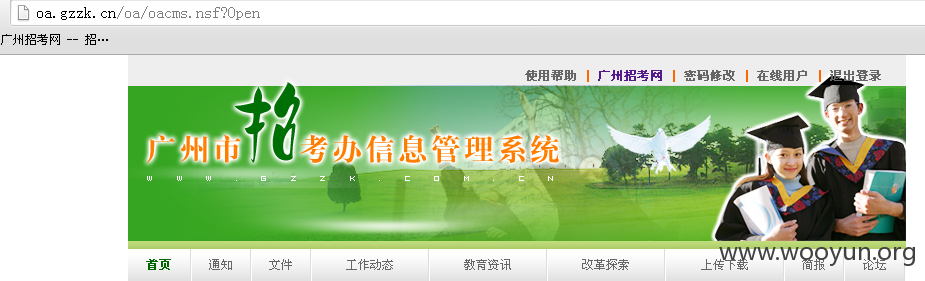 oa.gzzk.cn/oa/oacms.nsf?Open
广州招考网 -- 招…
使用帮助 | 广州招考网 | 密码修改 | 在线用户 | 退出登录
广州市招考办信息管理系统
WWW.GZZK.COM.CN
www.wooyun.org
首页 通知 文件 工作动态 教育资讯 改革探索 上传下载 简报 论坛